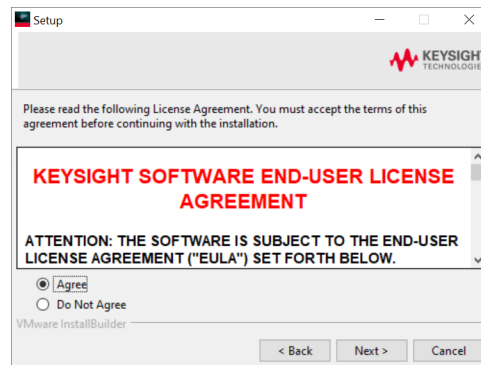 Setup
KEYSIGHT
TECHNOLOGIE
Please read the following License Agreement. You must accept the terms of this
agreement before continuing with the installation.
KEYSIGHT SOFTWARE END-USER LICENSE
AGREEMENT
ATTENTION: THE SOFTWARE IS SUBJECT TO THE END-USER
LICENSE AGREEMENT ("EULA") SET FORTH BELOW.
Agree
Do Not Agree
VMware InstallBuilder
< Back Next > Cancel